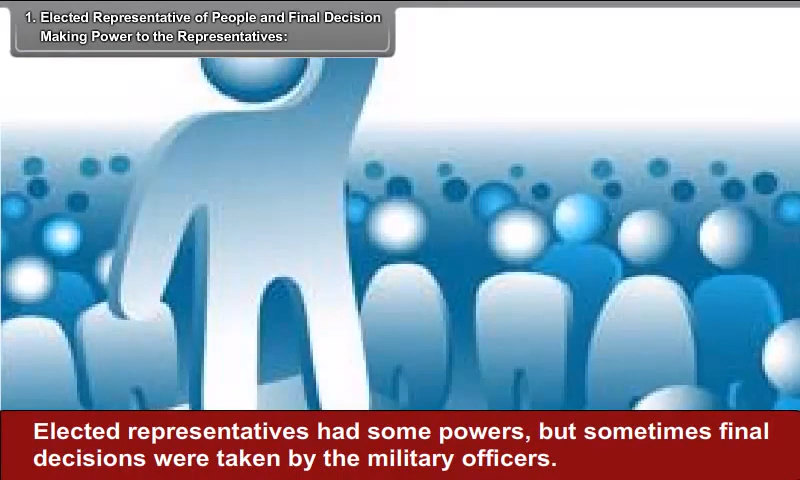 1. Elected Representative of People and Final Decision
Making Power to the Representatives:
Elected representatives had some powers, but sometimes final
decisions were taken by the military officers.